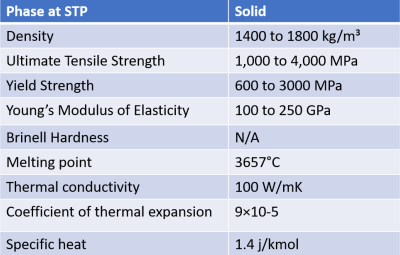 Phase at STP Solid
Density 1400 to 1800 kg/m³
Ultimate Tensile Strength 1,000 to 4,000 MPa
Yield Strength 600 to 3000 MPa
Young’s Modulus of Elasticity 100 to 250 GPa
Brinell Hardness N/A
Melting point 3657°C
Thermal conductivity 100 W/mK
Coefficient of thermal expansion 9×10-5
Specific heat 1.4 j/kmol